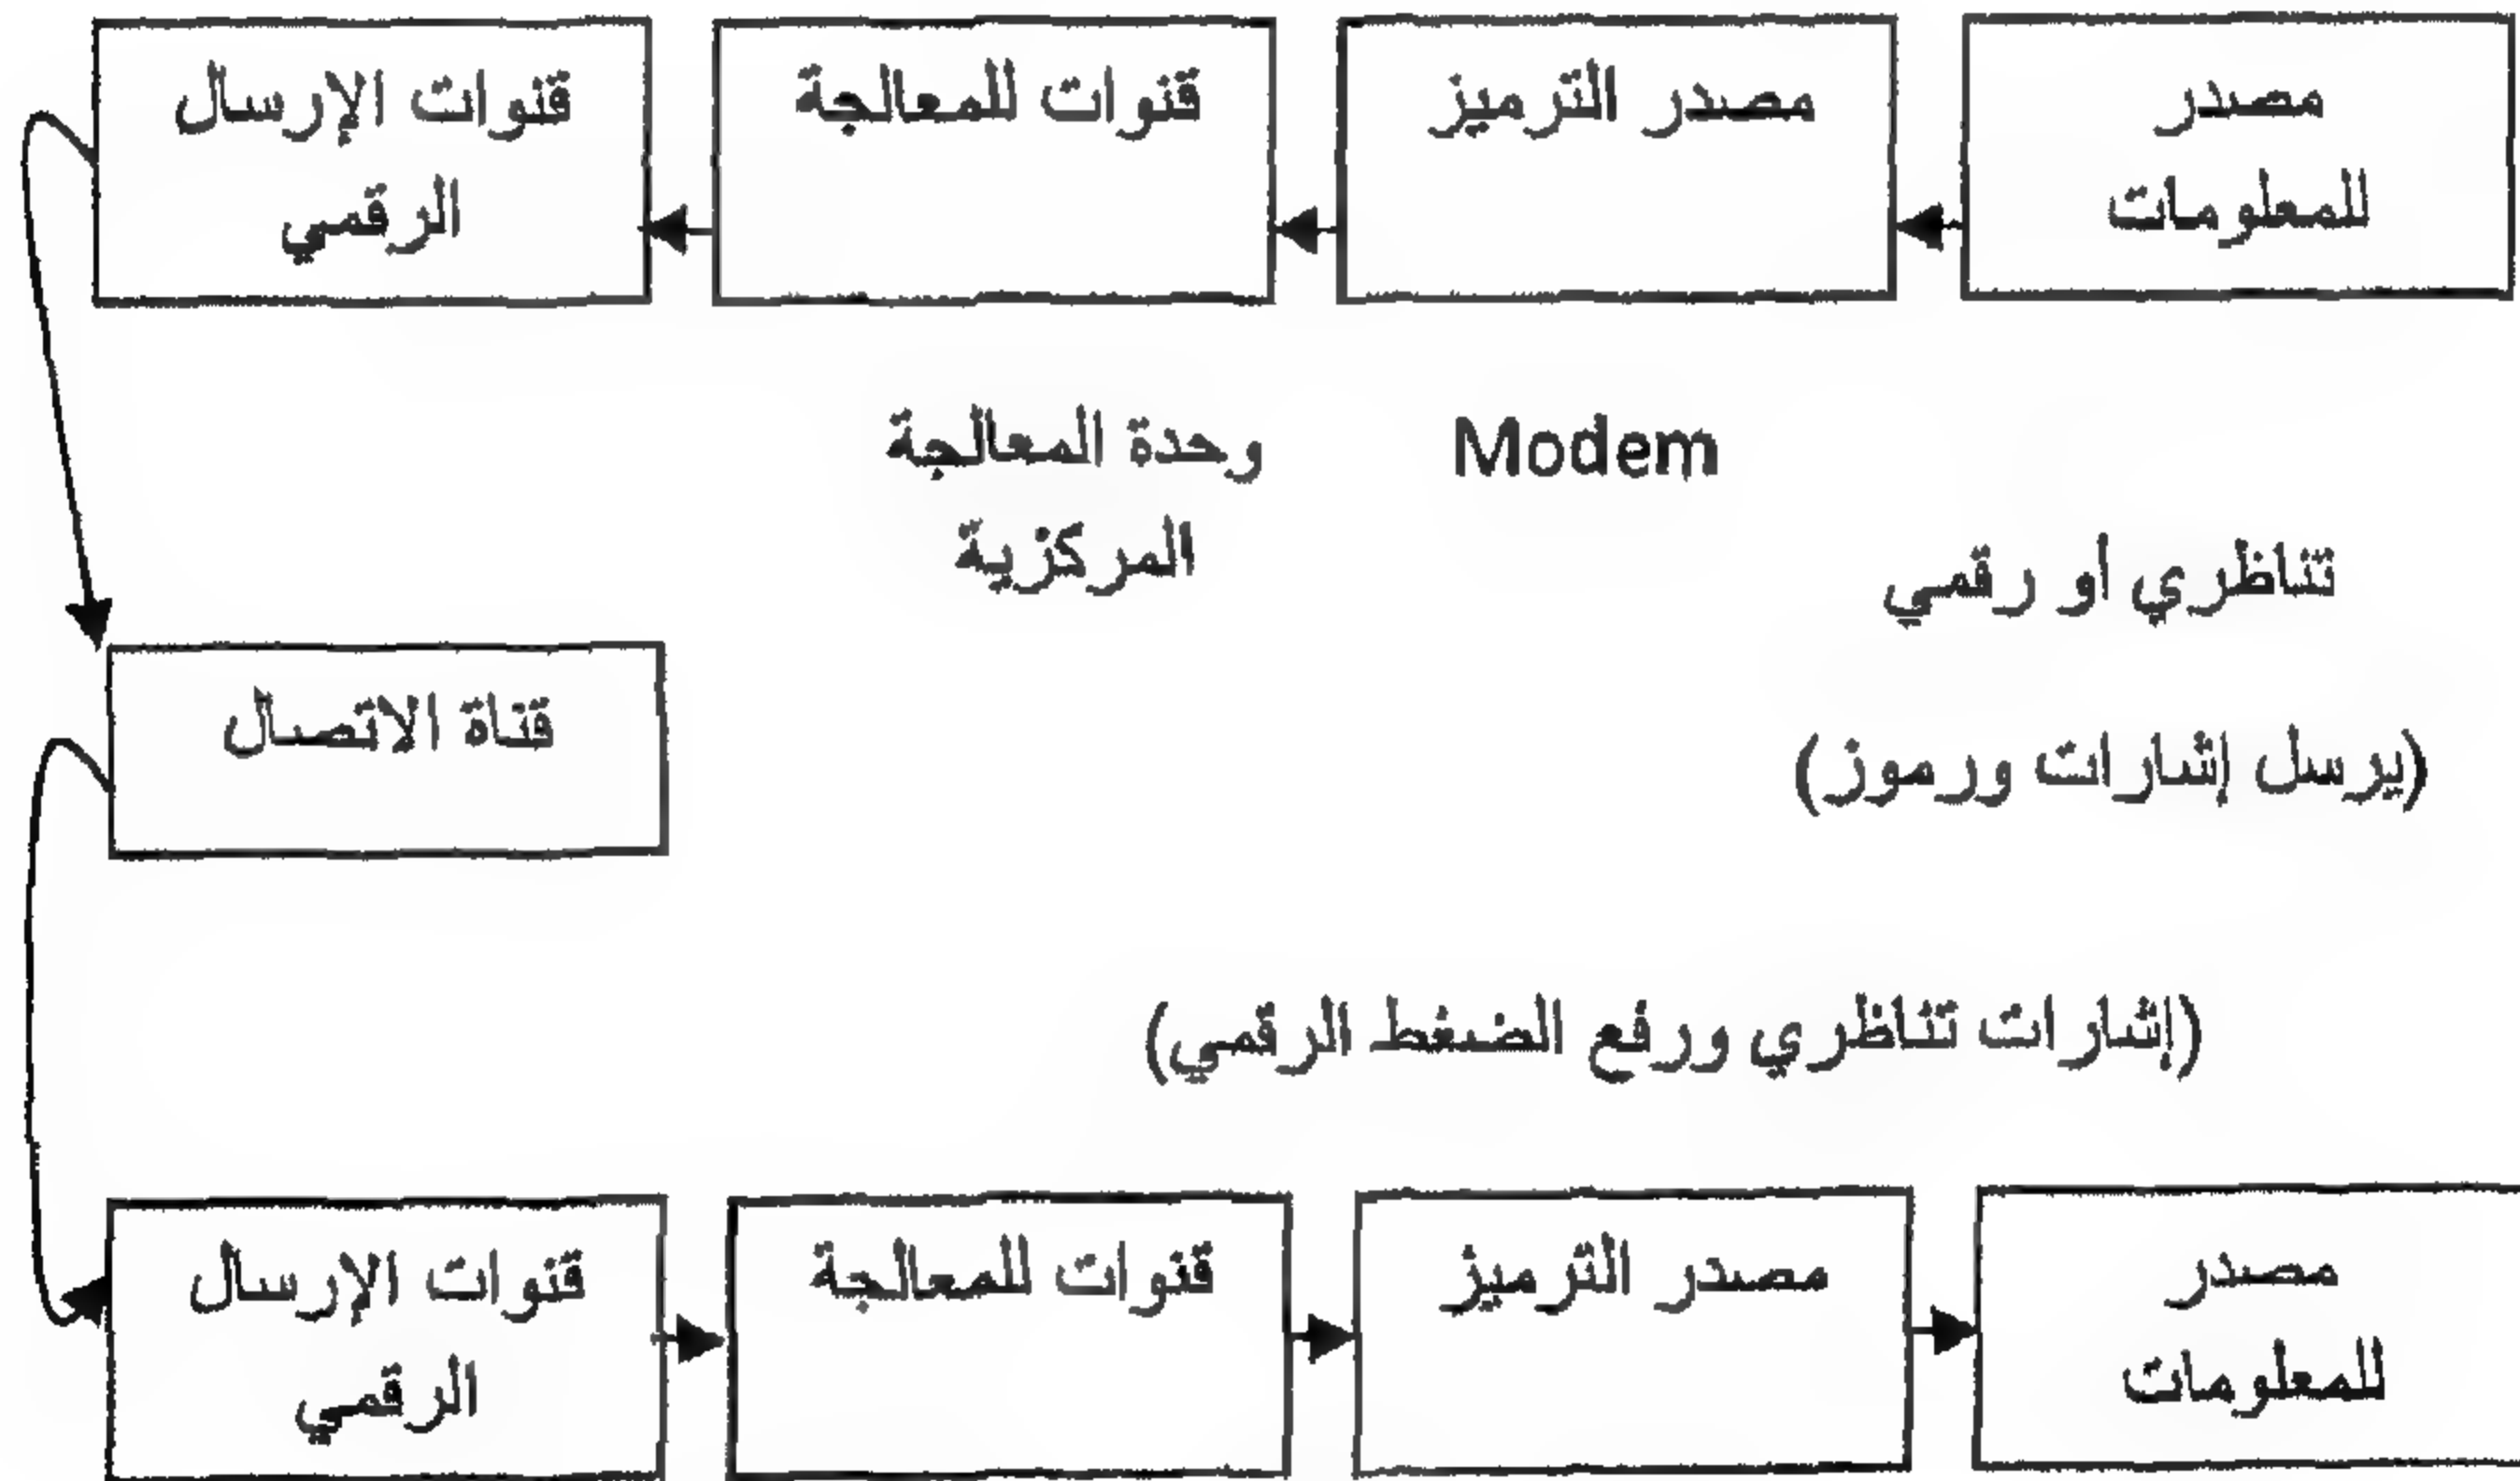 مصدر
للمعلومات
مصدر الترميز
قنوات للمعالجة
قنوات الإرسال
الرقمي
Modem
وحدة المعالجة
المركزية
تناظري أو رقمي
قناة الاتصال
(يرسل إشارات ورموز)
(إشارات تناظري ورفع الضغط الرقمي)
مصدر
للمعلومات
مصدر الترميز
قنوات للمعالجة
قنوات الإرسال
الرقمي